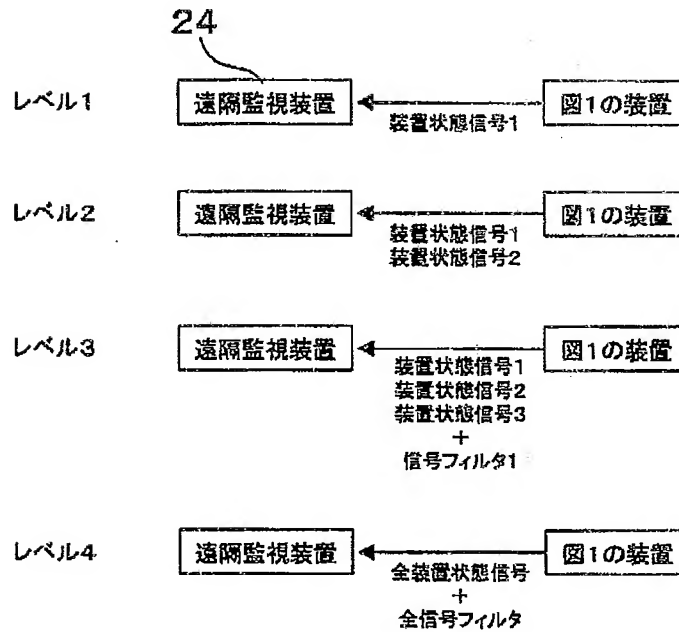 24
レベル1 遠隔監視装置 図1の装置
装置状態信号1
レベル2 遠隔監視装置 図1の装置
装置状態信号1
装置状態信号2
レベル3 遠隔監視装置 図1の装置
装置状態信号1
装置状態信号2
装置状態信号3
+
信号フィルタ1
レベル4 遠隔監視装置 図1の装置
全装置状態信号
+
全信号フィルタ